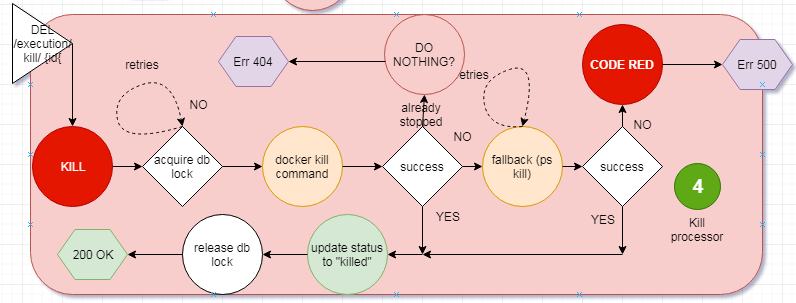 DEL
/execution/
kill/ {id{
retries
NO
Err 404
DO
NOTHING?
etries
CODE RED
Err 500
already
stopped
NO
NO
KILL
acquire db
lock
docker kill
command
success
fallback (ps
kill)
success
4
Kill
processor
YES
YES
200 OK
release db
lock
update status
to "killed"